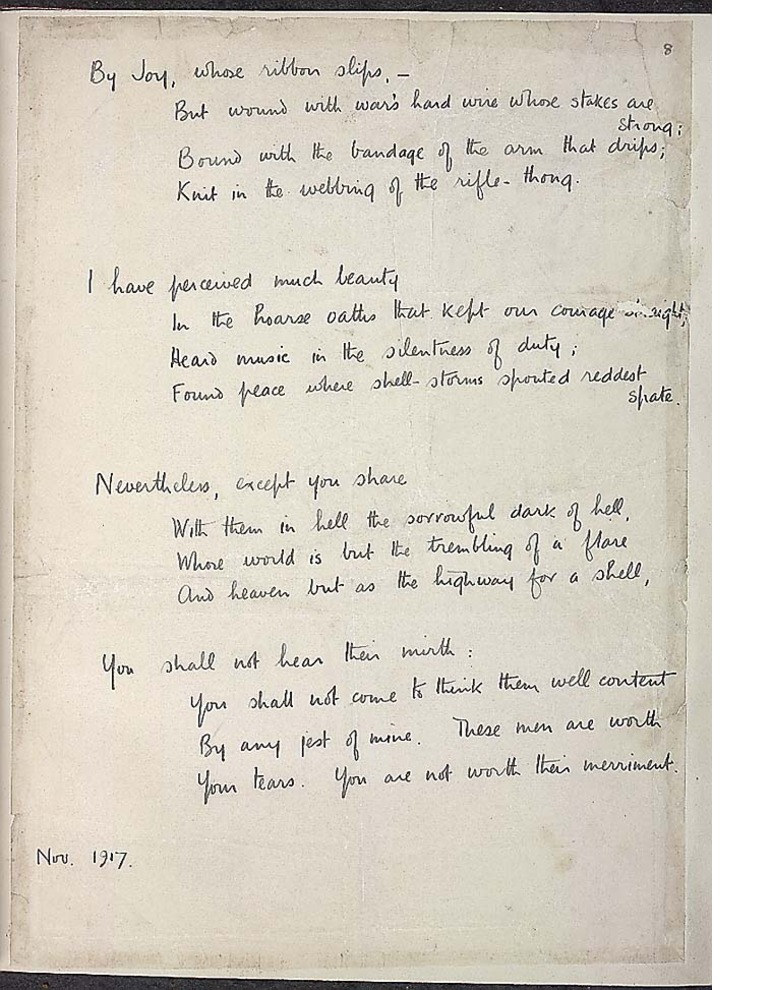 8
By Joy, whose ribbon slips, –
But wound with war's hard wire whose stakes are
strong;
Bound with the bandage of the arm that drips;
Knit in the webbing of the rifle-thong.
I have perceived much beauty
In the hoarse oaths that kept our courage straight;
Heard music in the silentness of duty;
Found peace where shell-storms spouted reddest
spate.
Nevertheless, except you share
With them in hell the sorrowful dark of hell,
Whose world is but the trembling of a flare
And heaven but as the highway for a shell,
You shall not hear their mirth:
You shall not come to think them well content
By any jest of mine. These men are worth
Your tears. You are not worth their merriment.
Nov. 1917.